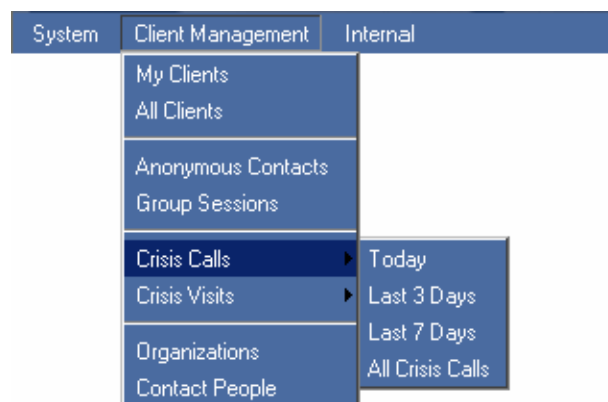 System Client Management Internal
My Clients
All Clients
Anonymous Contacts
Group Sessions
Crisis Calls
Crisis Visits
Organizations
Contact People
Today
Last 3 Days
Last 7 Days
All Crisis Calls